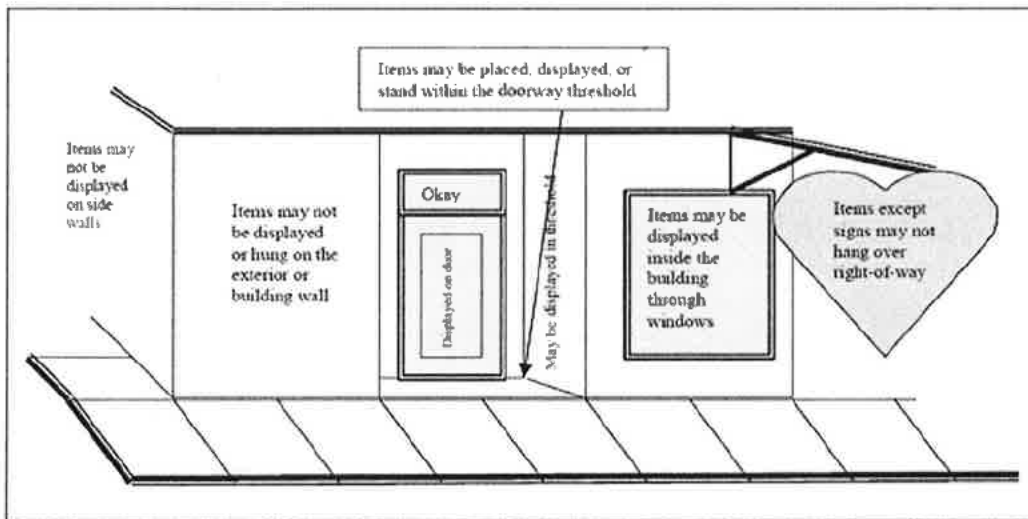 Items may be placed, displayed, or
stand within the doorway threshold
Items may
not be
displayed
on side
walls
Items may not
be displayed
or hung on the
exterior or
building wall
Okay
Displayed on door
May be displayed in threshold
Items may be
displayed
inside the
building
through
windows
Items except
signs may not
hang over
right-of-way